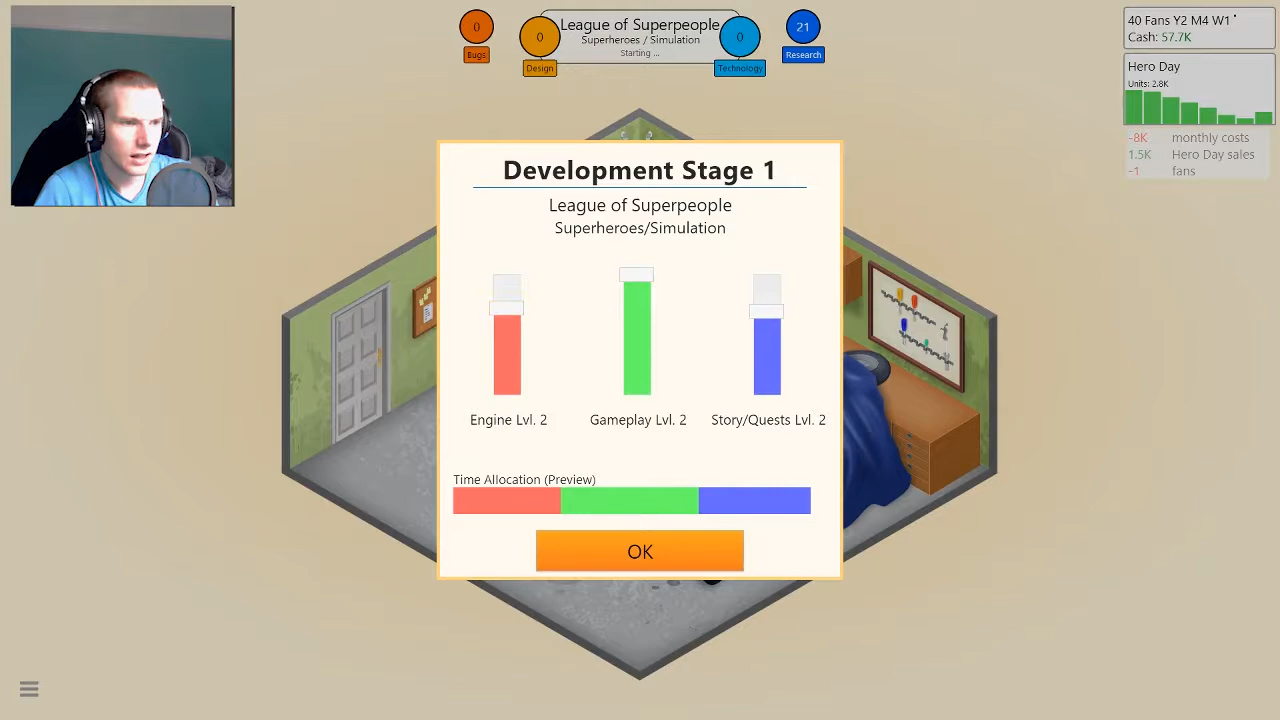 0
Bugs
0
Design
League of Superpeople
Superheroes / Simulation
Starting ...
0
Technology
21
Research
40 Fans Y2 M4 W1
Cash: 57.7K
Hero Day
Units: 2.8K
-8K monthly costs
1.5K Hero Day sales
-1 fans
Development Stage 1
League of Superpeople
Superheroes/Simulation
Engine Lvl. 2
Gameplay Lvl. 2
Story/Quests Lvl. 2
Time Allocation (Preview)
OK